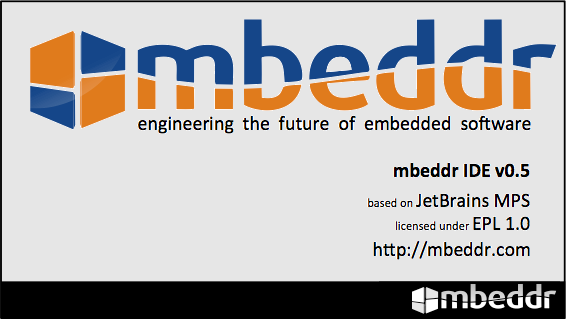 mbeddr
engineering the future of embedded software
mbeddr IDE v0.5
based on JetBrains MPS
licensed under EPL 1.0
http://mbeddr.com
mbeddr